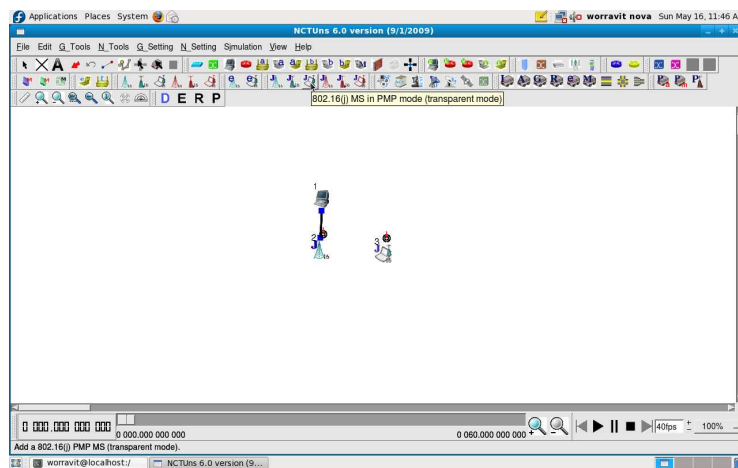 Applications Places System worravit nova Sun May 16, 11:46 A
NCTUns 6.0 version (9/1/2009)
File Edit G_Tools N_Tools G_Setting N_Setting Simulation View Help
802.16(j) MS in PMP mode (transparent mode)
D E R P
1
2
J
16
3
J
16
0 000.000 000 000
0 000.000 000 000
0 060.000 000 000
40fps
100%
Add a 802.16(j) PMP MS (transparent mode).
worravit@localhost:/ NCTUns 6.0 version (9...